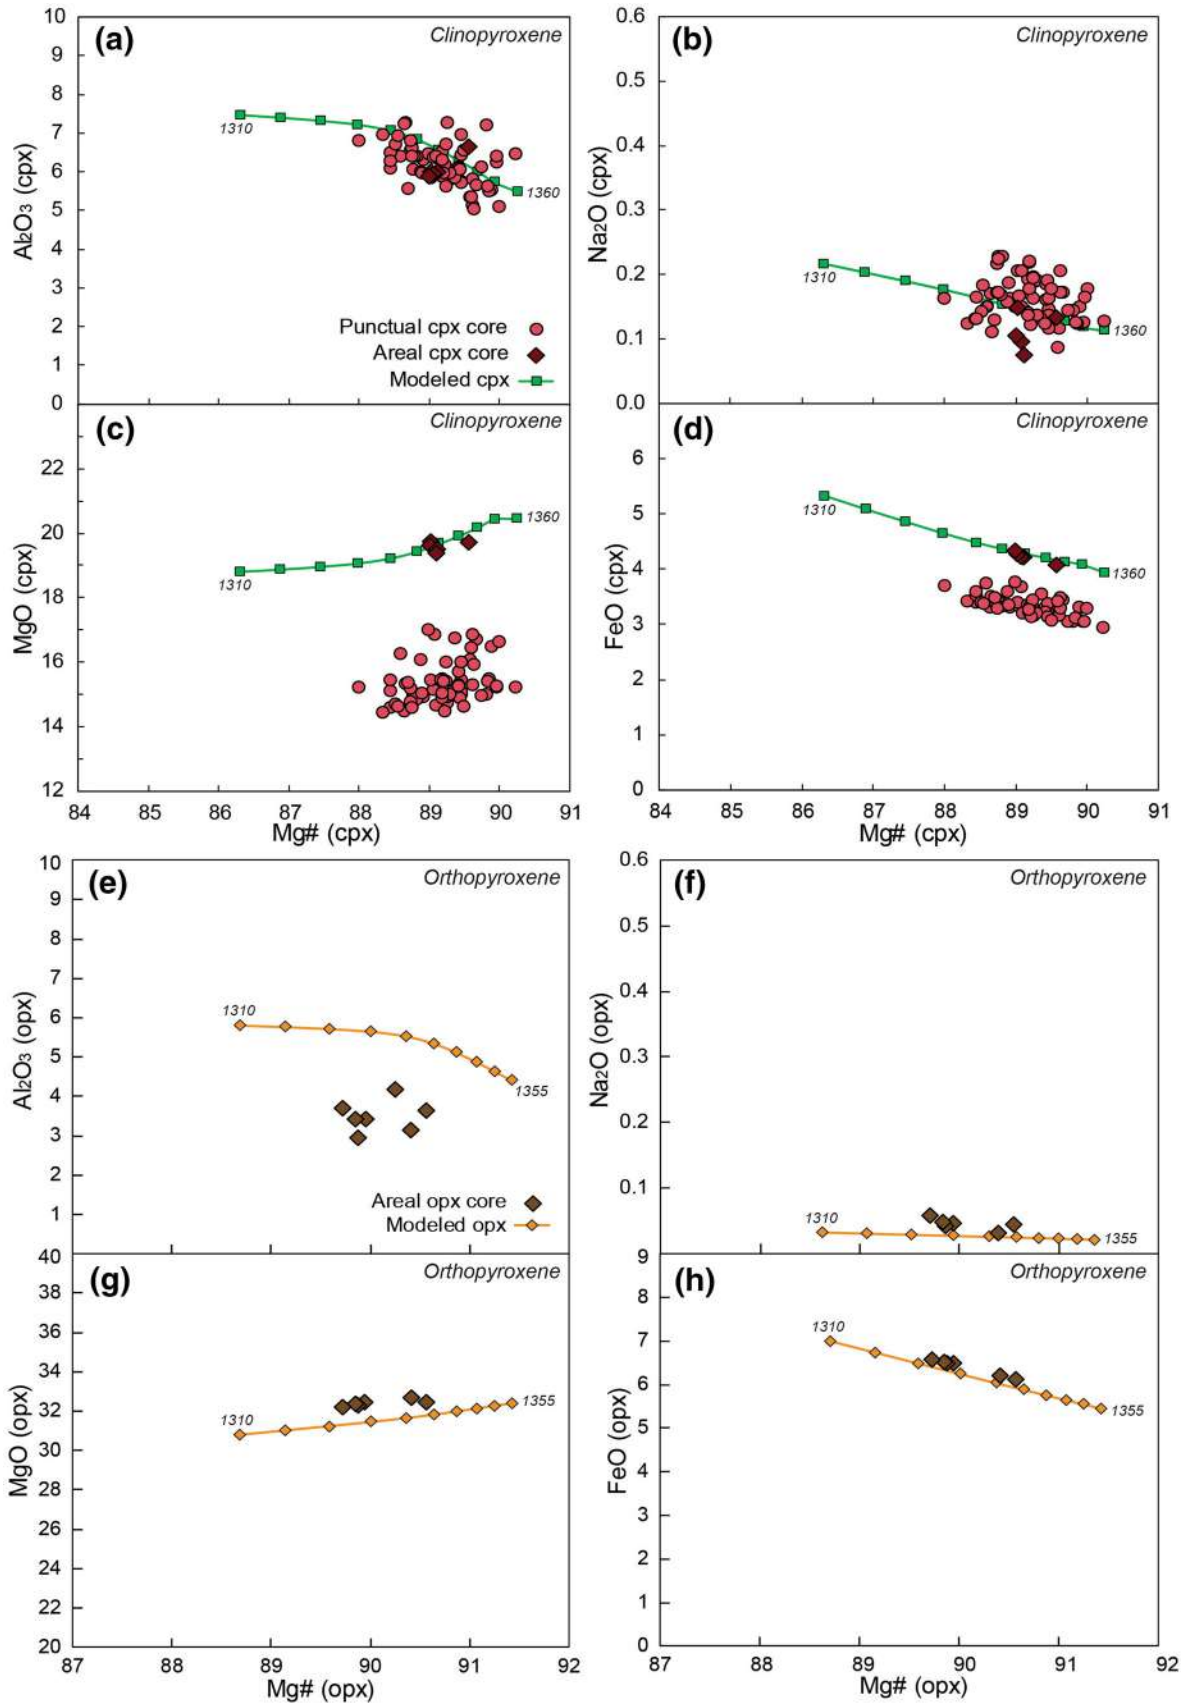 (a)
Clinopyroxene
10
9
8
7
6
5
4
3
2
1
0
Al2O3 (cpx)
1310
1360
Punctual cpx core
Areal cpx core
Modeled cpx
(b)
Clinopyroxene
0.6
0.5
0.4
0.3
0.2
0.1
0.0
Na2O (cpx)
1310
1360
(c)
Clinopyroxene
22
20
18
16
14
12
MgO (cpx)
1310
1360
84 85 86 87 88 89 90 91
Mg# (cpx)
(d)
Clinopyroxene
6
5
4
3
2
1
0
FeO (cpx)
1310
1360
84 85 86 87 88 89 90 91
Mg# (cpx)
(e)
Orthopyroxene
10
9
8
7
6
5
4
3
2
1
Al2O3 (opx)
1310
1355
Areal opx core
Modeled opx
(f)
Orthopyroxene
0.6
0.5
0.4
0.3
0.2
0.1
Na2O (opx)
1310
1355
(g)
Orthopyroxene
40
38
36
34
32
30
28
26
24
22
20
MgO (opx)
1310
1355
87 88 89 90 91 92
Mg# (opx)
(h)
Orthopyroxene
9
8
7
6
5
4
3
2
1
0
FeO (opx)
1310
1355
87 88 89 90 91 92
Mg# (opx)